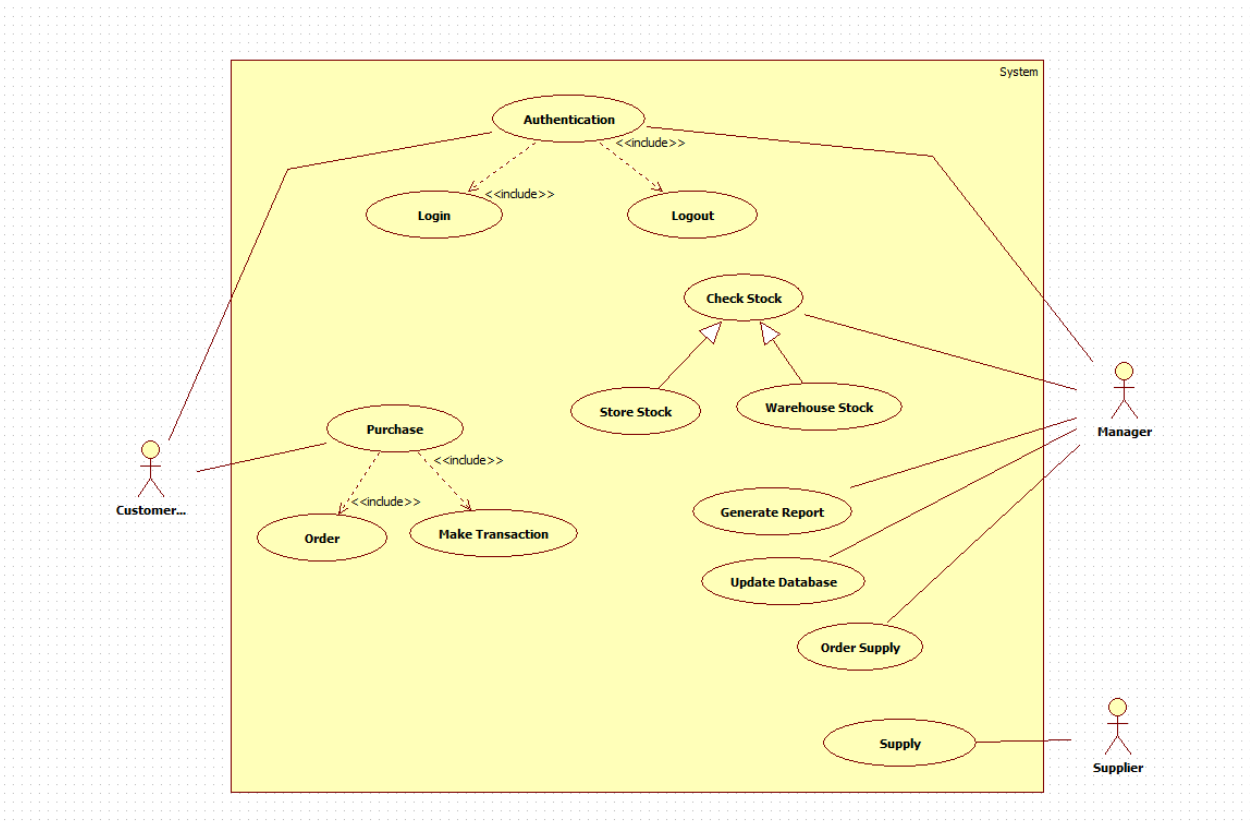 System
Authentication
<<include>>
<<include>>
Login
Logout
Check Stock
Store Stock
Warehouse Stock
Manager
Purchase
<<include>>
<<include>>
Customer...
Order
Make Transaction
Generate Report
Update Database
Order Supply
Supply
Supplier